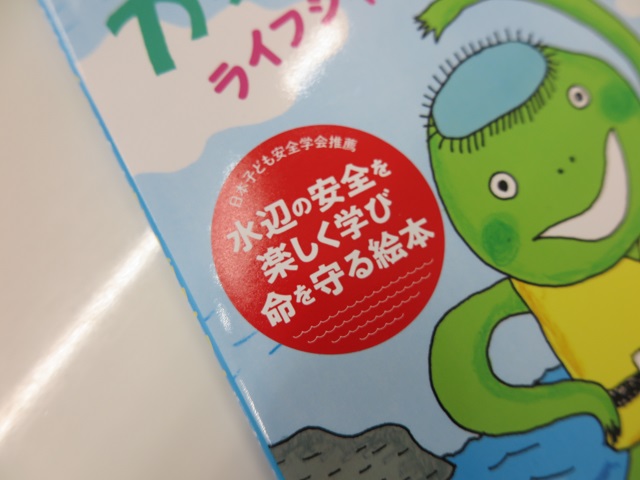 ライフジ
日本子ども安全学会推薦
水辺の安全を
楽しく学び
命を守る絵本